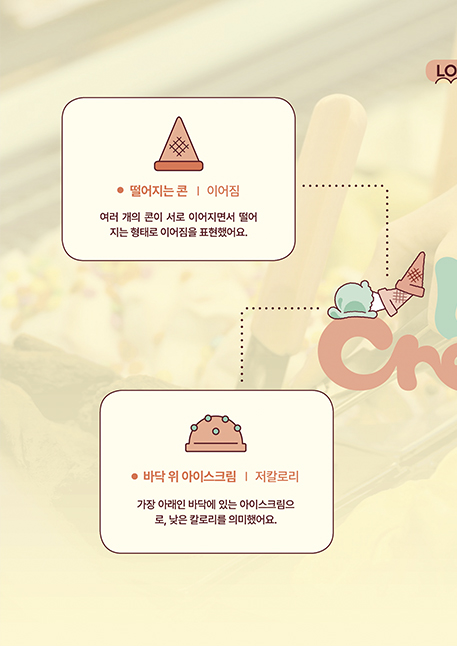 LO
떨어지는 콘 | 이어짐
여러 개의 콘이 서로 이어지면서 떨어
지는 형태로 이어짐을 표현했어요.
Cre
바닥 위 아이스크림 | 저칼로리
가장 아래인 바닥에 있는 아이스크림으
로, 낮은 칼로리를 의미했어요.